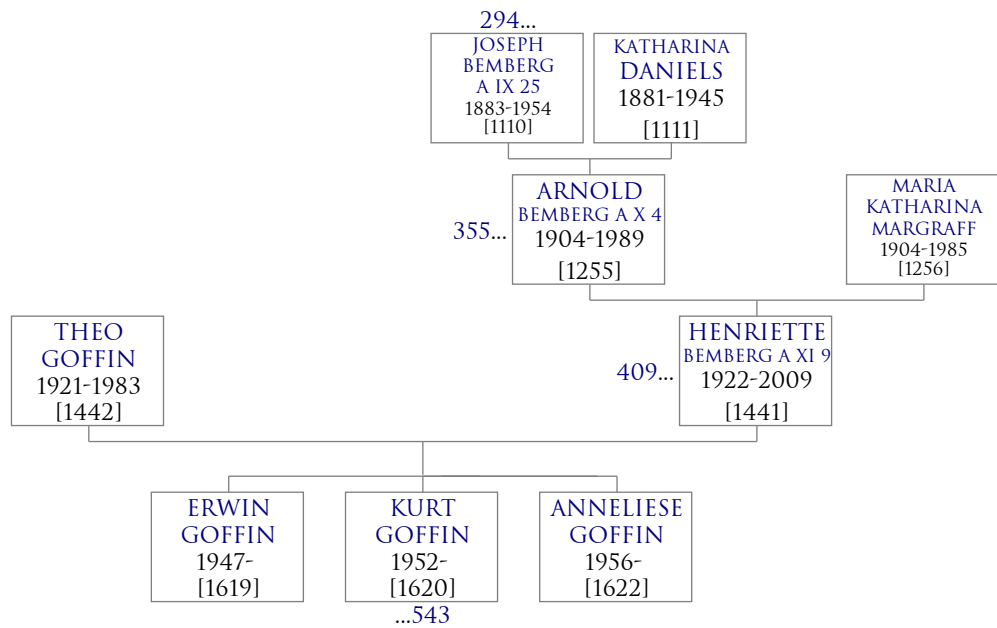 294...
JOSEPH
BEMBERG
A IX 25
1883-1954
[1110]
KATHARINA
DANIELS
1881-1945
[1111]
355...
ARNOLD
BEMBERG A X 4
1904-1989
[1255]
MARIA
KATHARINA
MARGRAFF
1904-1985
[1256]
THEO
GOFFIN
1921-1983
[1442]
409...
HENRIETTE
BEMBERG A XI 9
1922-2009
[1441]
ERWIN
GOFFIN
1947-
[1619]
KURT
GOFFIN
1952-
[1620]
...543
ANNELIESE
GOFFIN
1956-
[1622]